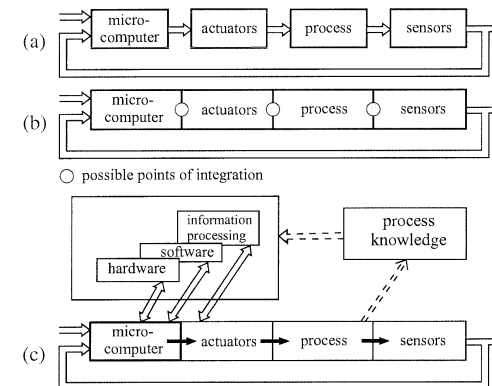 (a)
micro-
computer
actuators
process
sensors
(b)
micro-
computer
actuators
process
sensors
possible points of integration
information
processing
software
hardware
process
knowledge
(c)
micro-
computer
actuators
process
sensors